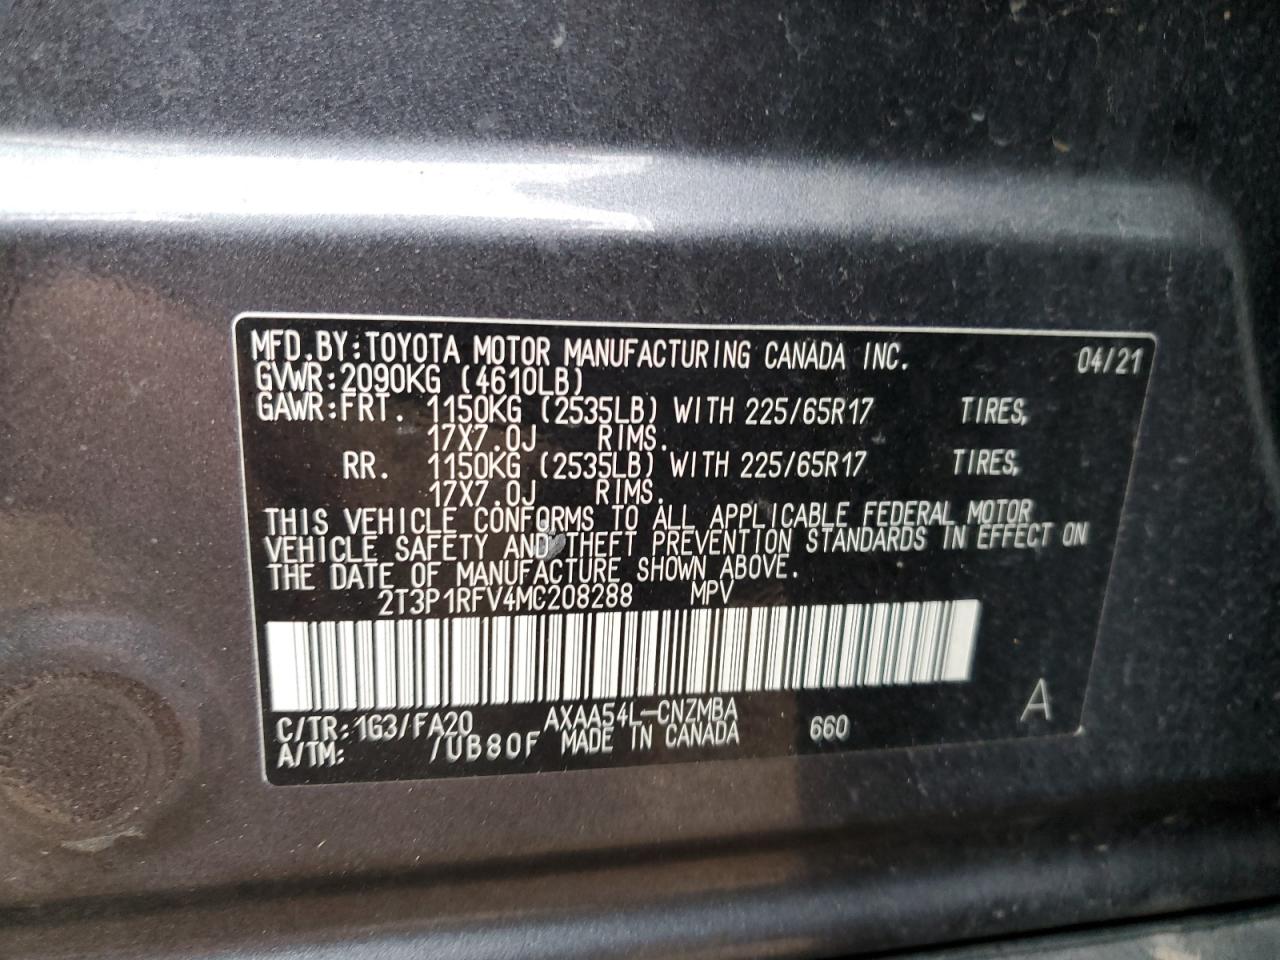 MFD.BY:TOYOTA MOTOR MANUFACTURING CANADA INC. 04/21
GVWR:2090KG (4610LB)
GAWR:FRT. 1150KG (2535LB) WITH 225/65R17 TIRES,
17X7.0J RIMS.
RR. 1150KG (2535LB) WITH 225/65R17 TIRES,
17X7.0J RIMS.
THIS VEHICLE CONFORMS TO ALL APPLICABLE FEDERAL MOTOR
VEHICLE SAFETY AND THEFT PREVENTION STANDARDS IN EFFECT ON
THE DATE OF MANUFACTURE SHOWN ABOVE.
2T3P1RFV4MC208288 MPV
C/TR:1G3/FA20 AXAA54L-CNZMBA 660 A
A/TM: /UB80F MADE IN CANADA